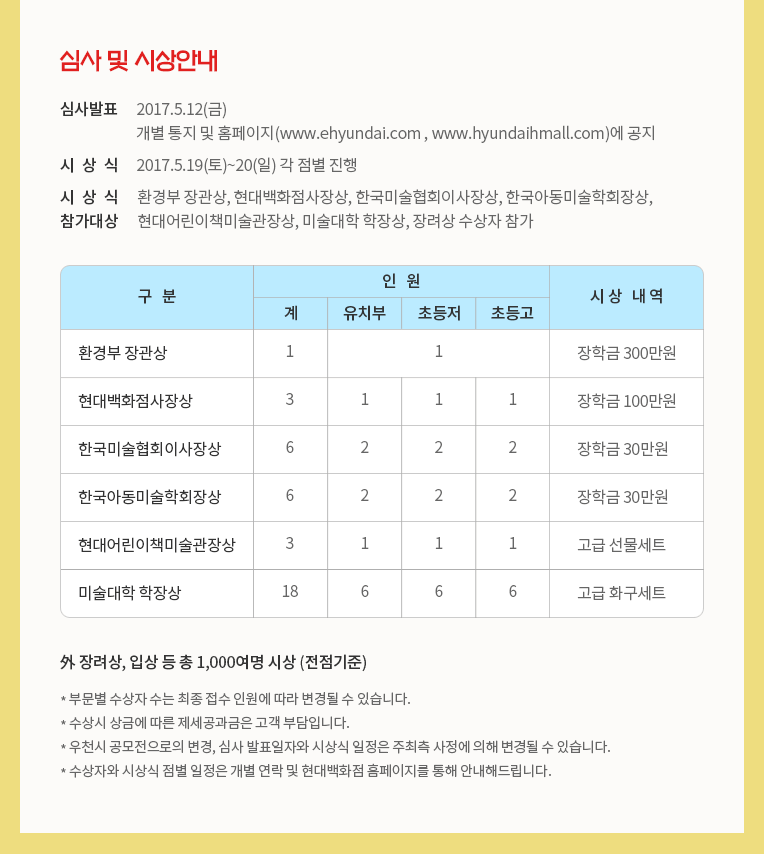 심사 및 시상안내
심사발표 2017.5.12(금)
개별 통지 및 홈페이지(www.ehyundai.com , www.hyundaihmall.com)에 공지
시 상 식 2017.5.19(토)~20(일) 각 점별 진행
시 상 식 환경부 장관상, 현대백화점사장상, 한국미술협회이사장상, 한국아동미술학회장상,
참가대상 현대어린이책미술관장상, 미술대학 학장상, 장려상 수상자 참가
구 분 인 원 시상 내역
계 유치부 초등저 초등고
환경부 장관상 1 1 장학금 300만원
현대백화점사장상 3 1 1 1 장학금 100만원
한국미술협회이사장상 6 2 2 2 장학금 30만원
한국아동미술학회장상 6 2 2 2 장학금 30만원
현대어린이책미술관장상 3 1 1 1 고급 선물세트
미술대학 학장상 18 6 6 6 고급 화구세트
外 장려상, 입상 등 총 1,000여명 시상 (전점기준)
* 부문별 수상자 수는 최종 접수 인원에 따라 변경될 수 있습니다.
* 수상시 상금에 따른 제세공과금은 고객 부담입니다.
* 우천시 공모전으로의 변경, 심사 발표일자와 시상식 일정은 주최측 사정에 의해 변경될 수 있습니다.
* 수상자와 시상식 점별 일정은 개별 연락 및 현대백화점 홈페이지를 통해 안내해드립니다.